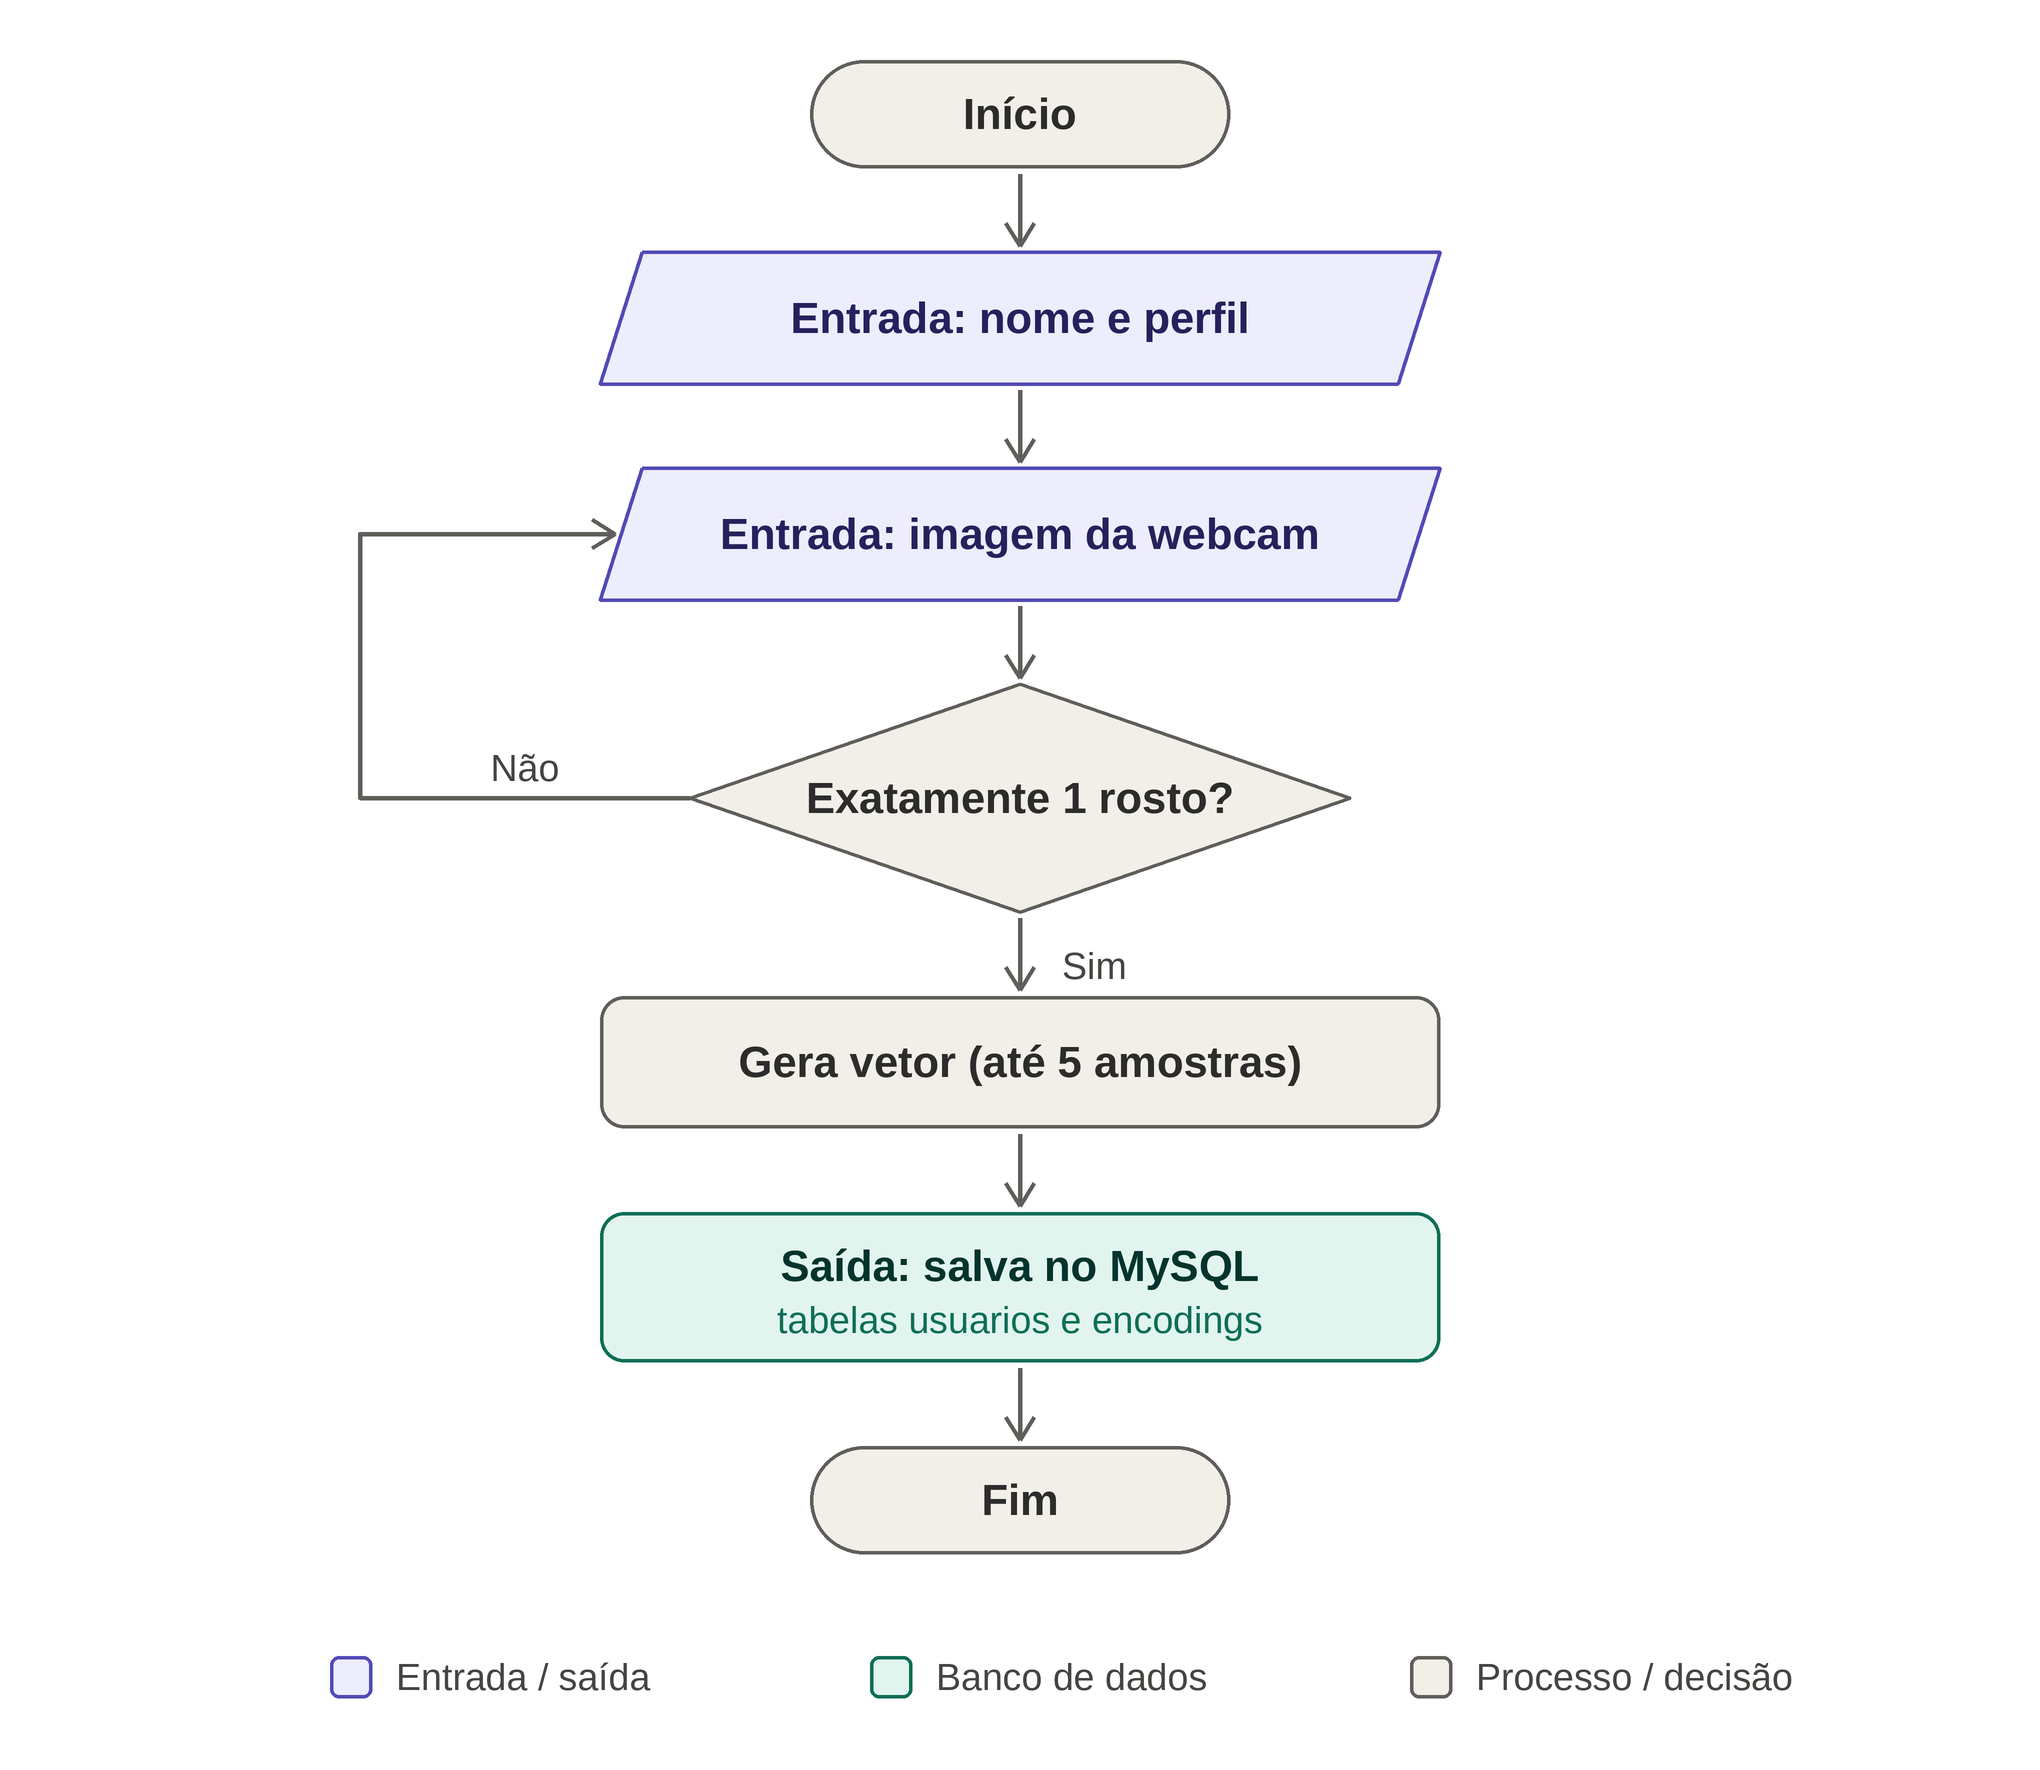 Início
Entrada: nome e perfil
Entrada: imagem da webcam
Não
Exatamente 1 rosto?
Sim
Gera vetor (até 5 amostras)
Saída: salva no MySQL
tabelas usuarios e encodings
Fim
Entrada / saída
Banco de dados
Processo / decisão